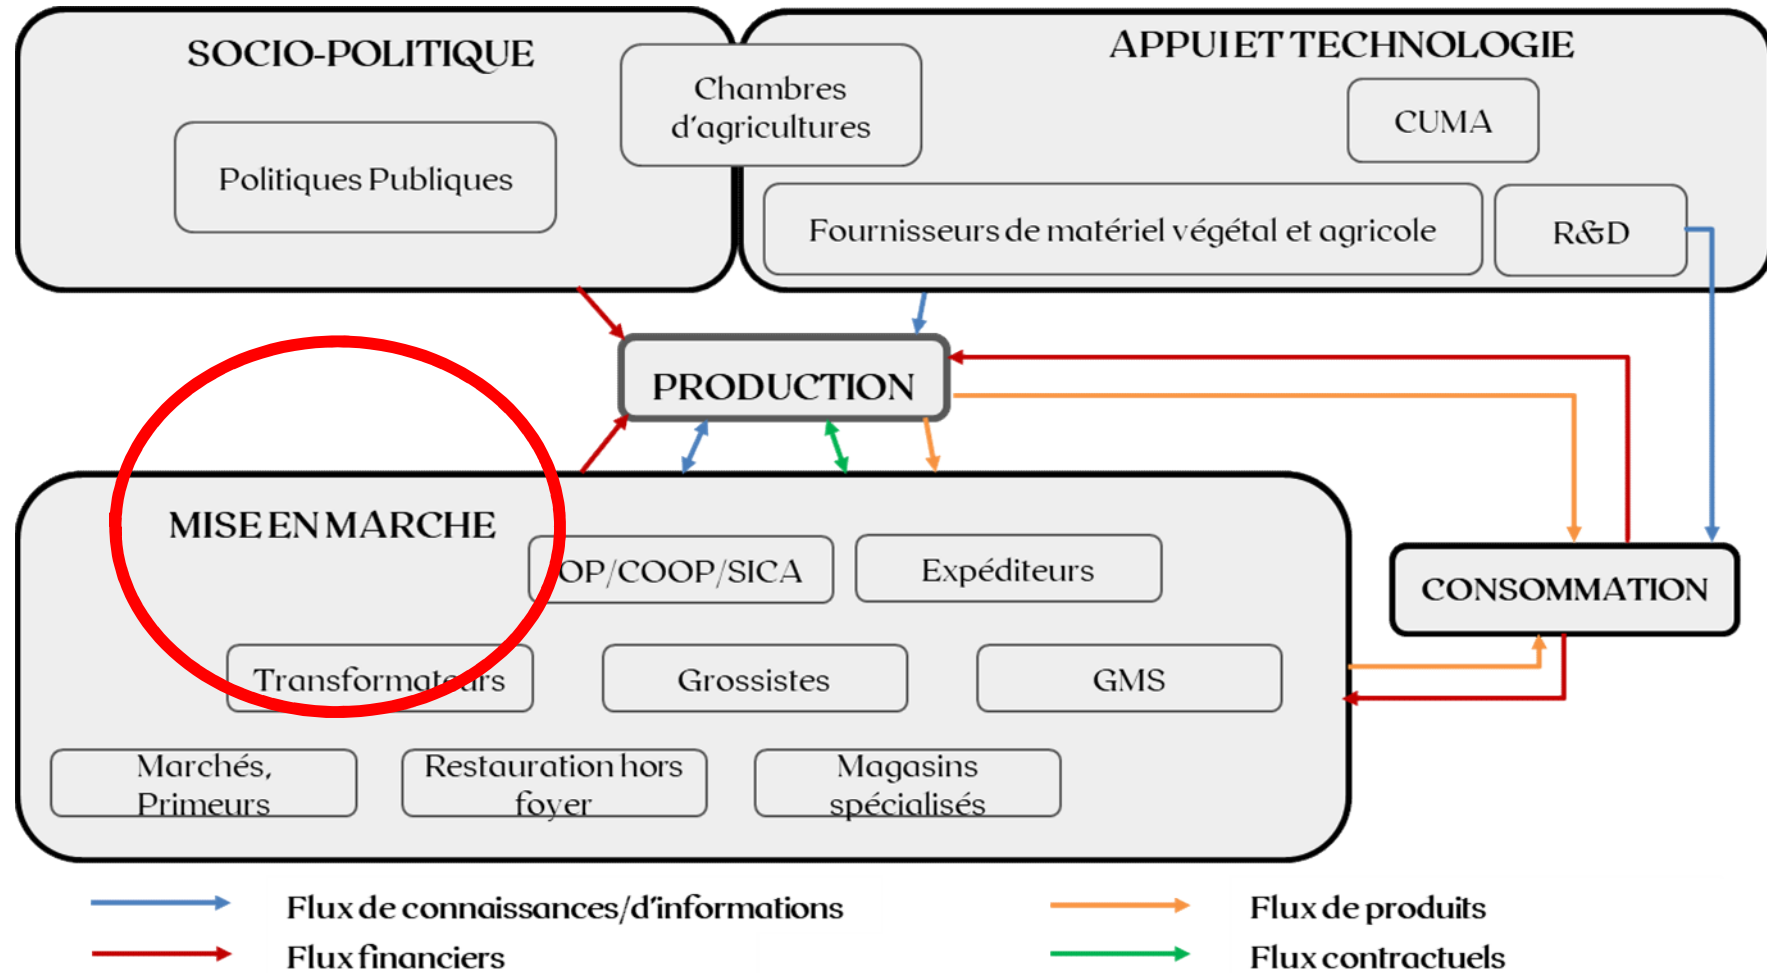 SOCIO-POLITIQUE
APPUI ET TECHNOLOGIE
Chambres
d'agricultures
CUMA
Politiques Publiques
Fournisseurs de matériel végétal et agricole
R&D
PRODUCTION
MISE EN MARCHE
OP/COOP/SICA
Expéditeurs
CONSOMMATION
Transformateurs
Grossistes
GMS
Marchés,
Primeurs
Restauration hors
foyer
Magasins
spécialisés
Flux de connaissances/d'informations
Flux de produits
Flux financiers
Flux contractuels